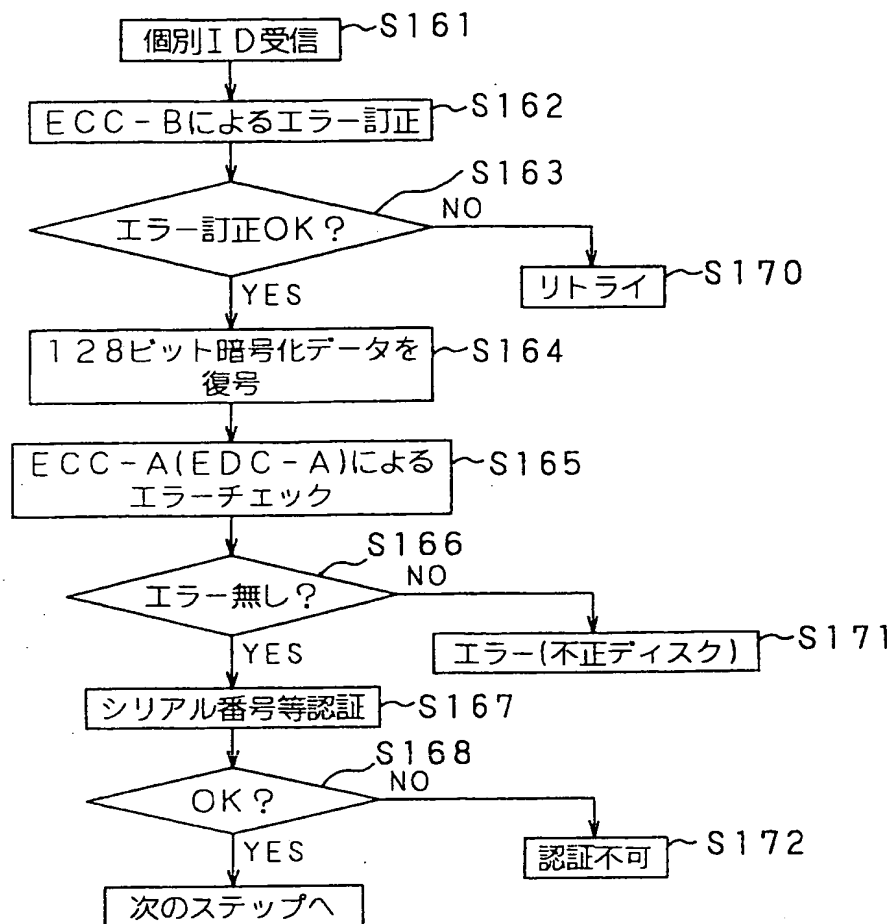 個別ID受信
S161
ECC-Bによるエラー訂正
S162
エラー訂正OK?
S163
NO
リトライ
S170
YES
128ビット暗号化データを
復号
S164
ECC-A(EDC-A)による
エラーチェック
S165
エラー無し?
S166
NO
エラー(不正ディスク)
S171
YES
シリアル番号等認証
S167
OK?
S168
NO
認証不可
S172
YES
次のステップへ